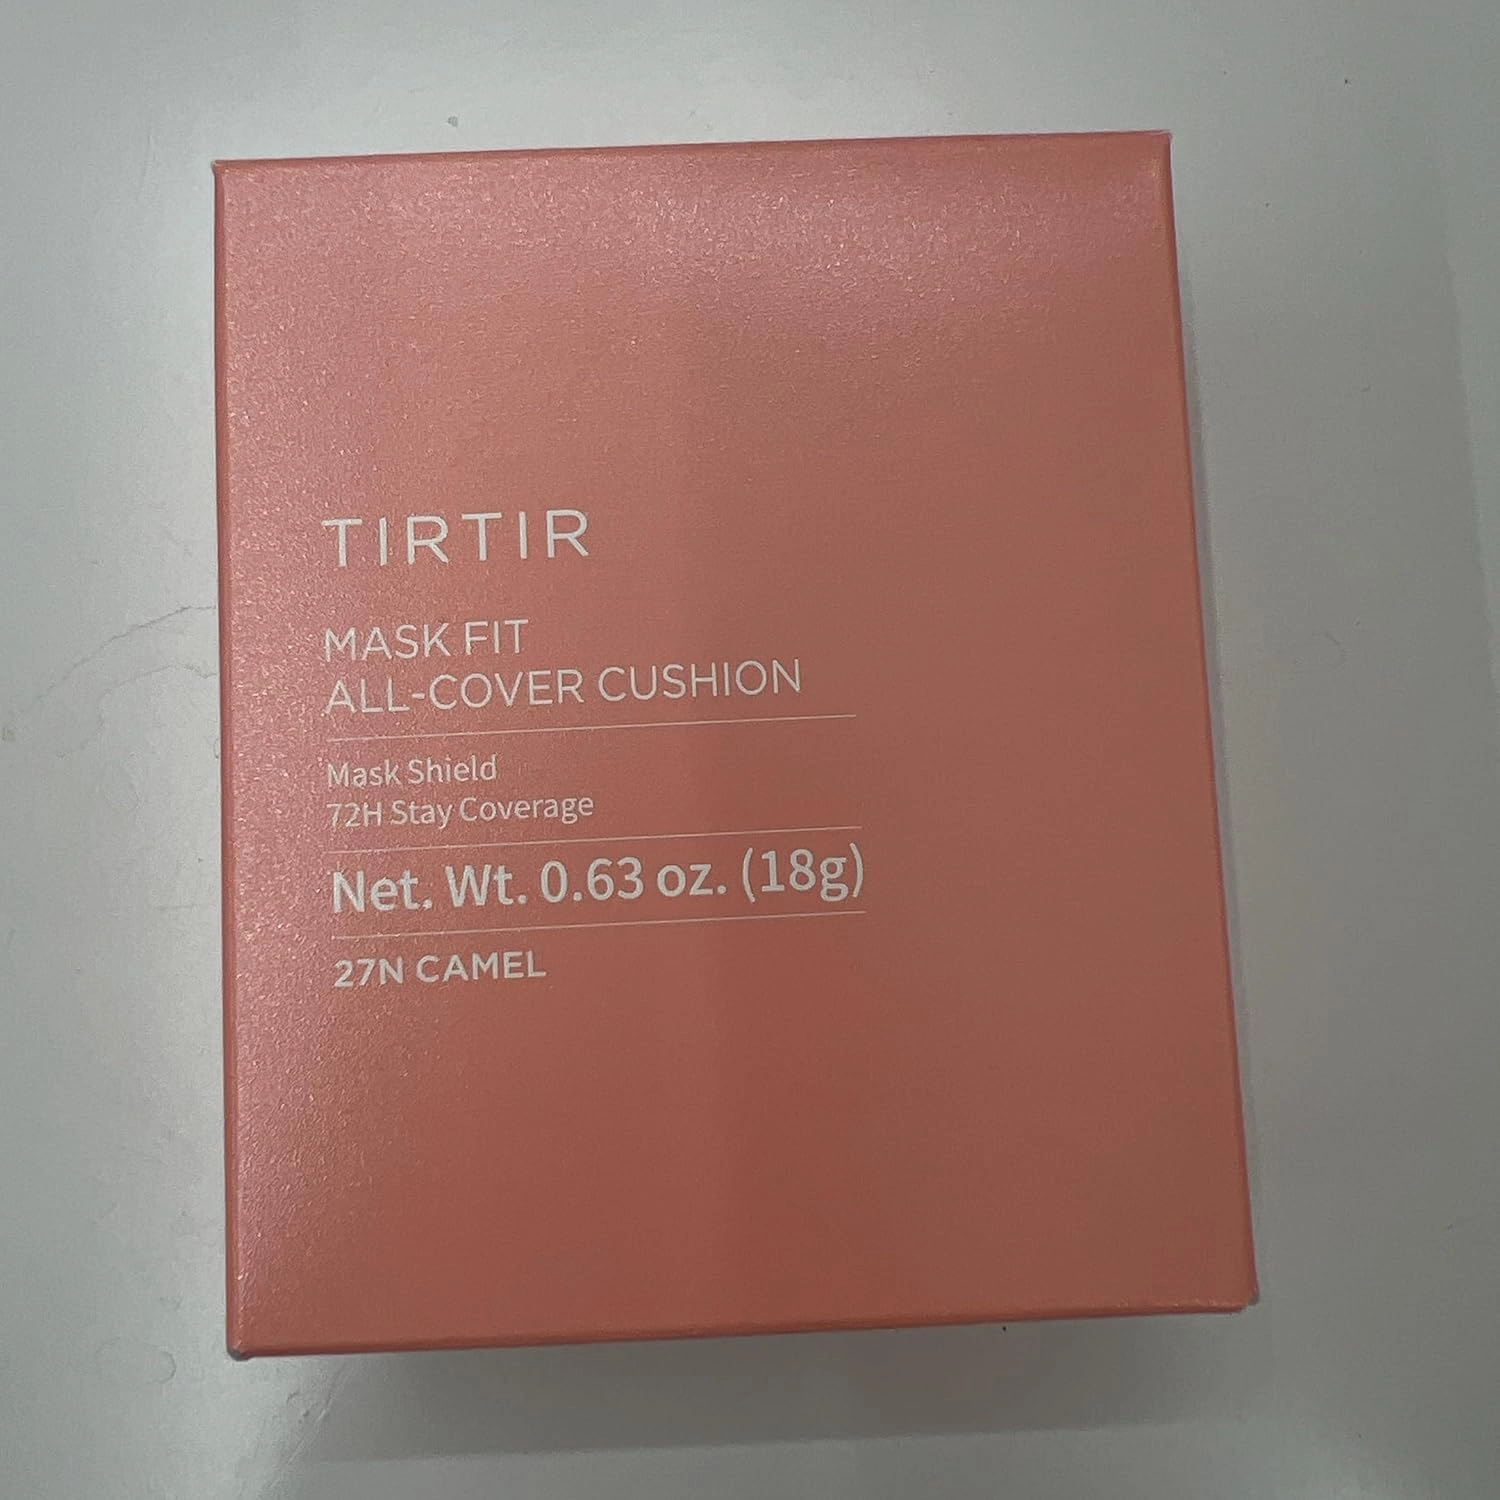 TIRTIR
MASK FIT
ALL-COVER CUSHION
Mask Shield
72H Stay Coverage
Net. Wt. 0.63 oz. (18g)
27N CAMEL